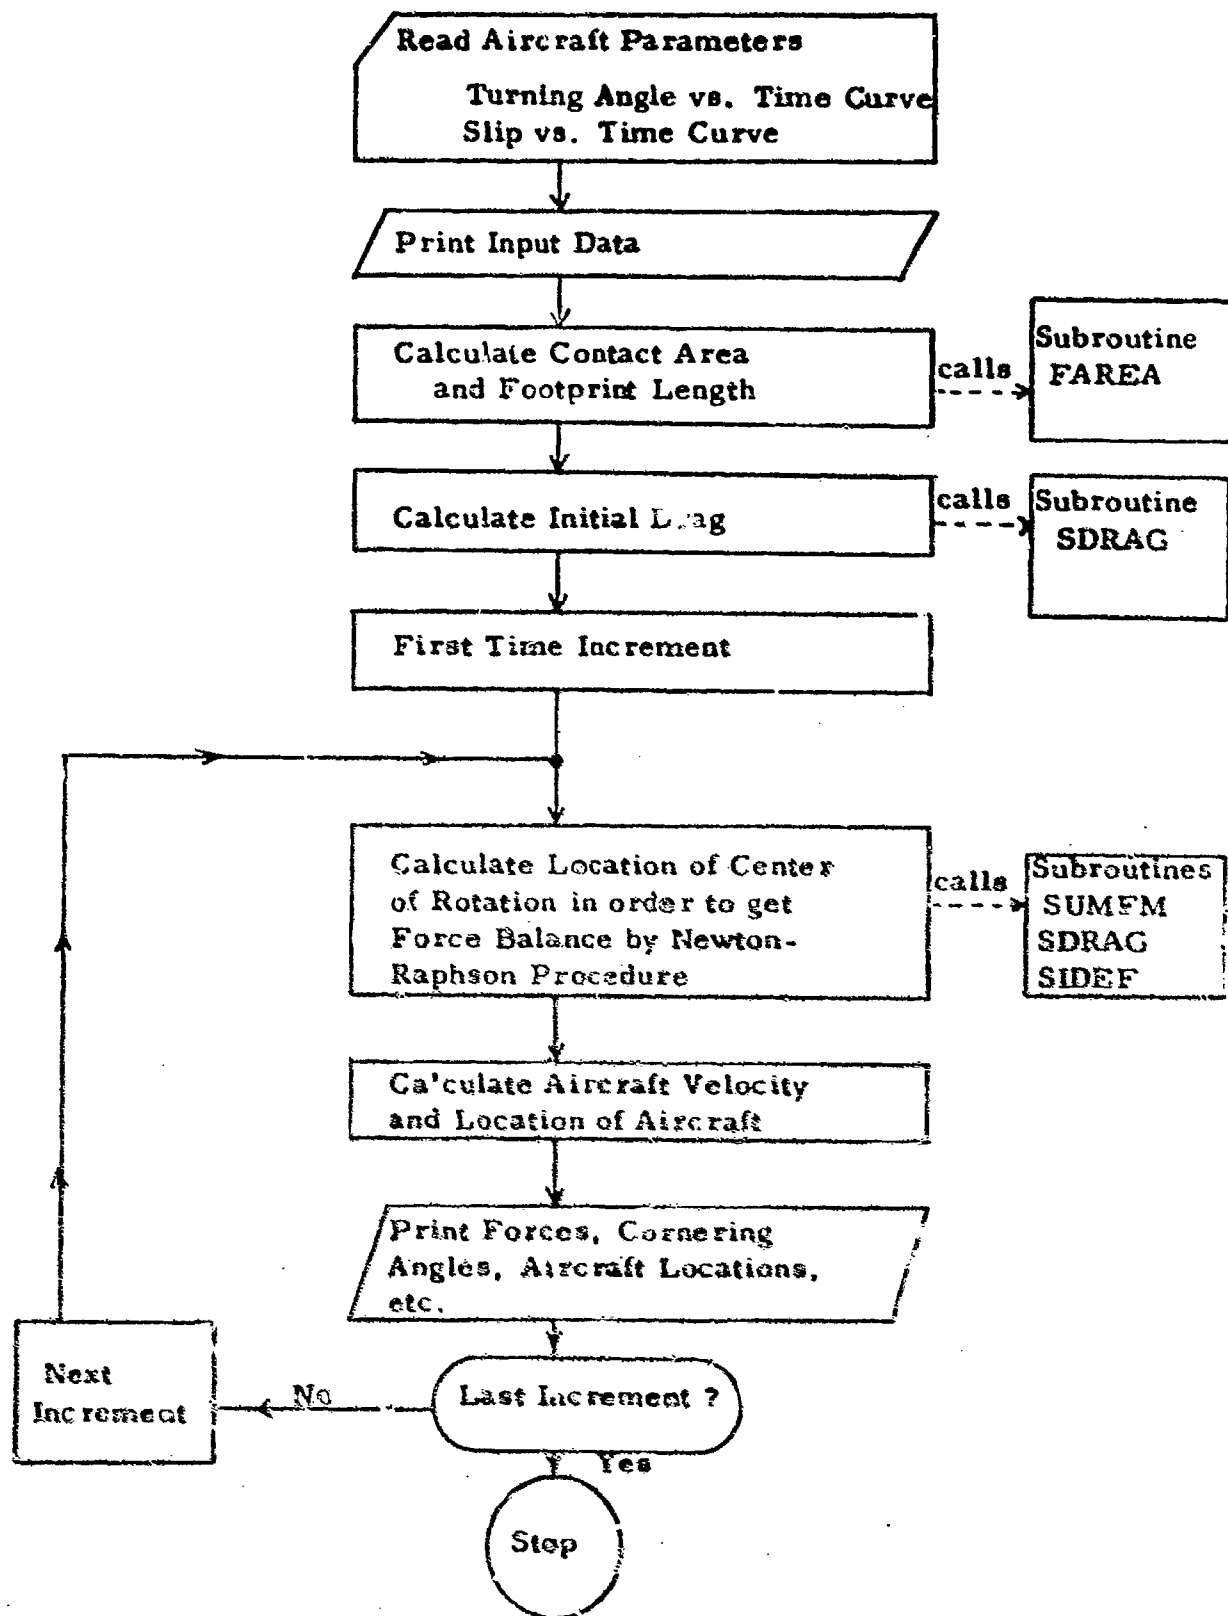 Read Aircraft Parameters
Turning Angle vs. Time Curve
Slip vs. Time Curve
Print Input Data
Calculate Contact Area
and Footprint Length
calls
Subroutine
FAREA
Calculate Initial Drag
calls
Subroutine
SDRAG
First Time Increment
Calculate Location of Center
of Rotation in order to get
Force Balance by Newton-
Raphson Procedure
calls
Subroutines
SUMFM
SDRAG
SIDEF
Calculate Aircraft Velocity
and Location of Aircraft
Print Forces, Cornering
Angles, Aircraft Locations,
etc.
Next
Increment
No
Last Increment ?
Yes
Stop